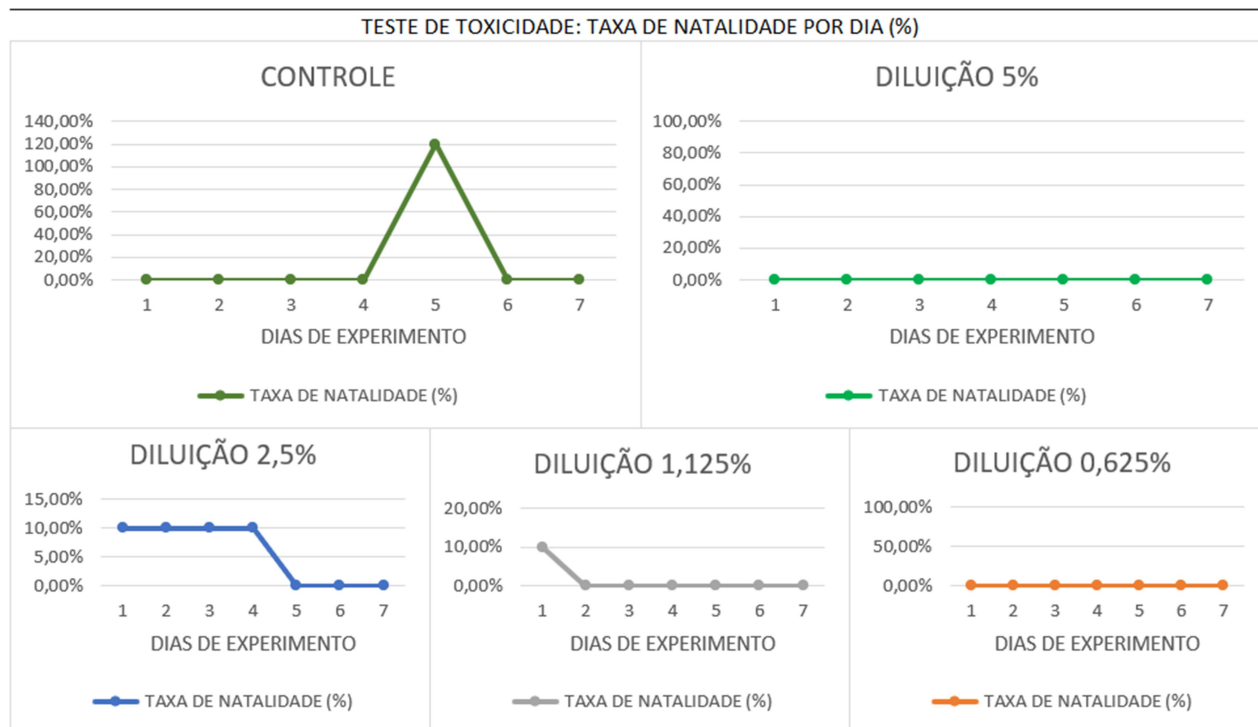 TESTE DE TOXICIDADE: TAXA DE NATALIDADE POR DIA (%)
CONTROLE
140,00%
120,00%
100,00%
80,00%
60,00%
40,00%
20,00%
0,00%
1 2 3 4 5 6 7
DIAS DE EXPERIMENTO
TAXA DE NATALIDADE (%)
DILUIÇÃO 5%
100,00%
80,00%
60,00%
40,00%
20,00%
0,00%
1 2 3 4 5 6 7
DIAS DE EXPERIMENTO
TAXA DE NATALIDADE (%)
DILUIÇÃO 2,5%
15,00%
10,00%
5,00%
0,00%
1 2 3 4 5 6 7
DIAS DE EXPERIMENTO
TAXA DE NATALIDADE (%)
DILUIÇÃO 1,125%
20,00%
10,00%
0,00%
1 2 3 4 5 6 7
DIAS DE EXPERIMENTO
TAXA DE NATALIDADE (%)
DILUIÇÃO 0,625%
100,00%
50,00%
0,00%
1 2 3 4 5 6 7
DIAS DE EXPERIMENTO
TAXA DE NATALIDADE (%)